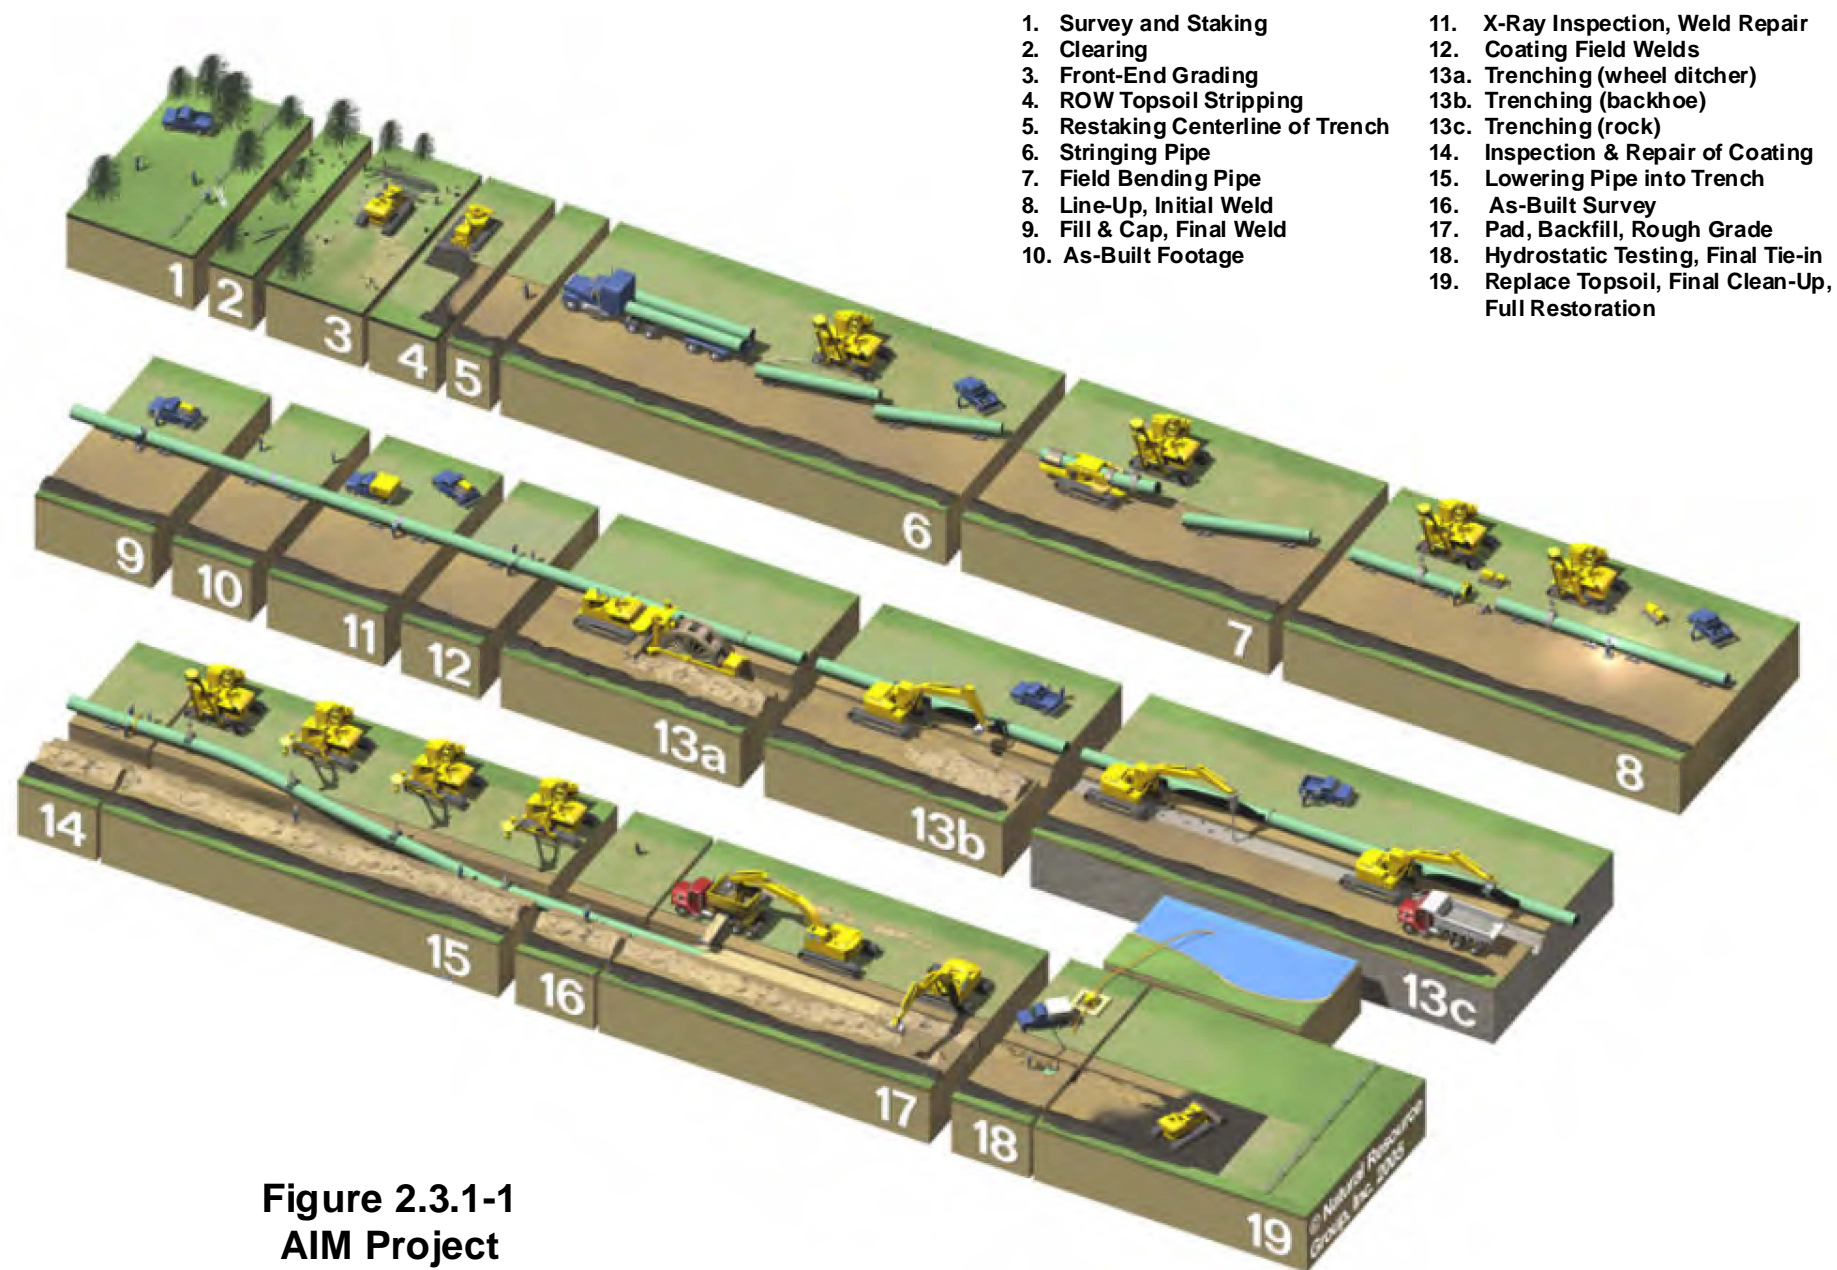 1. Survey and Staking
2. Clearing
3. Front-End Grading
4. ROW Topsoil Stripping
5. Restaking Centerline of Trench
6. Stringing Pipe
7. Field Bending Pipe
8. Line-Up, Initial Weld
9. Fill & Cap, Final Weld
10. As-Built Footage
11. X-Ray Inspection, Weld Repair
12. Coating Field Welds
13a. Trenching (wheel ditcher)
13b. Trenching (backhoe)
13c. Trenching (rock)
14. Inspection & Repair of Coating
15. Lowering Pipe into Trench
16. As-Built Survey
17. Pad, Backfill, Rough Grade
18. Hydrostatic Testing, Final Tie-in
19. Replace Topsoil, Final Clean-Up,
Full Restoration
1
2
3
4
5
6
7
8
9
10
11
12
13a
13b
13c
14
15
16
17
18
19
© Natural Resource
Group, Inc. 2005
Figure 2.3.1-1
AIM Project